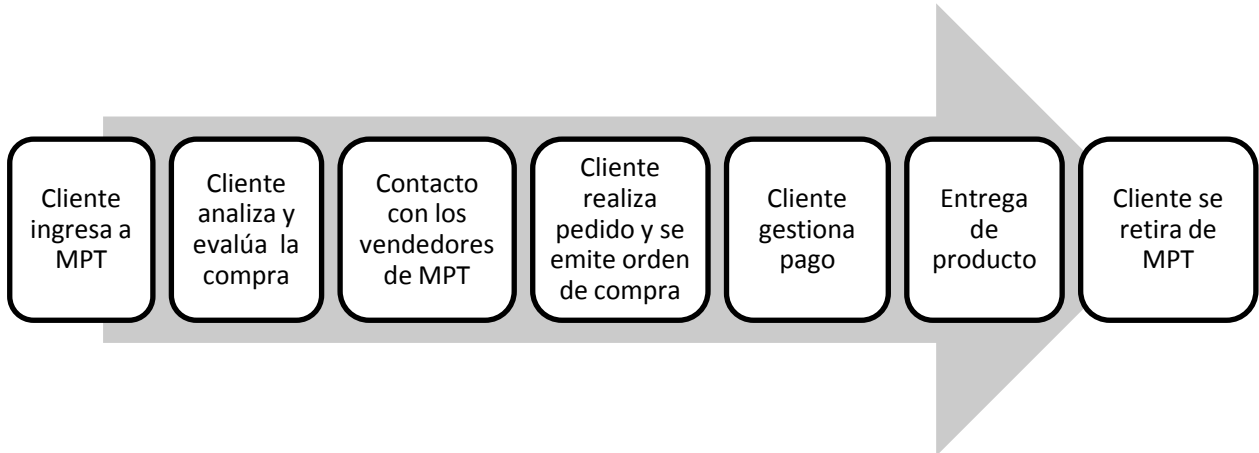 Cliente
ingresa a
MPT
Cliente
analiza y
evalúa la
compra
Contacto
con los
vendedores
de MPT
Cliente
realiza
pedido y se
emite orden
de compra
Cliente
gestiona
pago
Entrega
de
producto
Cliente se
retira de
MPT